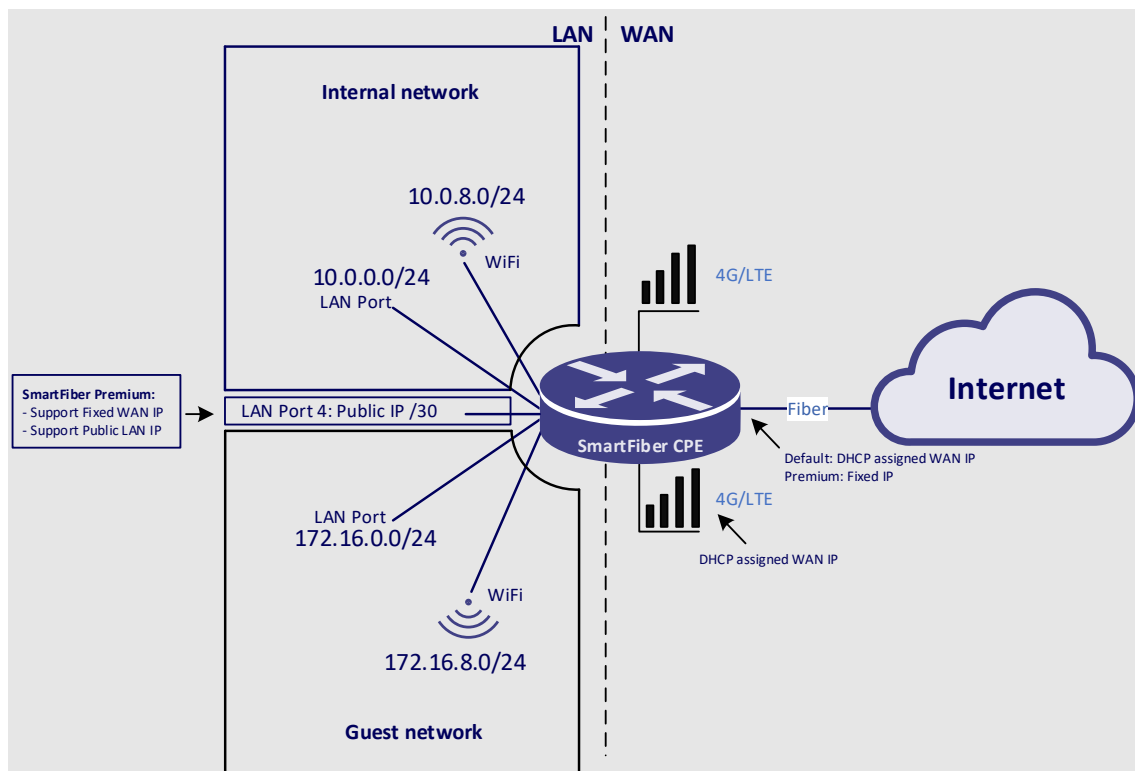 LAN
WAN
Internal network
10.0.8.0/24
WiFi
10.0.0.0/24
LAN Port
4G/LTE
SmartFiber Premium:
- Support Fixed WAN IP
- Support Public LAN IP
LAN Port 4: Public IP /30
SmartFiber CPE
Fiber
Internet
Default: DHCP assigned WAN IP
Premium: Fixed IP
4G/LTE
DHCP assigned WAN IP
LAN Port
172.16.0.0/24
WiFi
172.16.8.0/24
Guest network